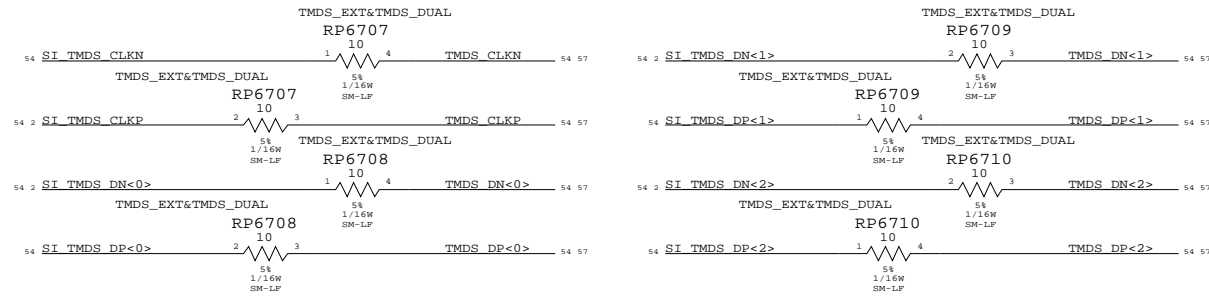 TMDS_EXT&TMDS_DUAL
RP6707
10
54 SI_TMDS_CLKN 1 4 TMDS_CLKN 54 57
5%
1/16W
SM-LF
TMDS_EXT&TMDS_DUAL
RP6707
10
54 2 SI_TMDS_CLKP 2 3 TMDS_CLKP 54 57
5%
1/16W
SM-LF
TMDS_EXT&TMDS_DUAL
RP6708
10
54 2 SI_TMDS_DN<0> 1 4 TMDS_DN<0> 54 57
5%
1/16W
SM-LF
TMDS_EXT&TMDS_DUAL
RP6708
10
54 SI_TMDS_DP<0> 2 3 TMDS_DP<0> 54 57
5%
1/16W
SM-LF
TMDS_EXT&TMDS_DUAL
RP6709
10
54 2 SI_TMDS_DN<1> 2 3 TMDS_DN<1> 54 57
5%
1/16W
SM-LF
TMDS_EXT&TMDS_DUAL
RP6709
10
54 SI_TMDS_DP<1> 1 4 TMDS_DP<1> 54 57
5%
1/16W
SM-LF
TMDS_EXT&TMDS_DUAL
RP6710
10
54 2 SI_TMDS_DN<2> 2 3 TMDS_DN<2> 54 57
5%
1/16W
SM-LF
TMDS_EXT&TMDS_DUAL
RP6710
10
54 SI_TMDS_DP<2> 1 4 TMDS_DP<2> 54 57
5%
1/16W
SM-LF